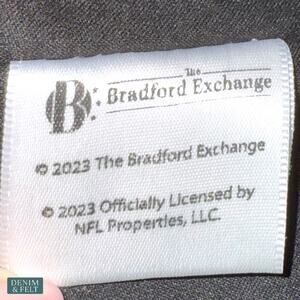 The
B:
Bradford Exchange
© 2023 The Bradford Exchange
© 2023 Officially Licensed by
NFL Properties, LLC.
DENIM
& FELT